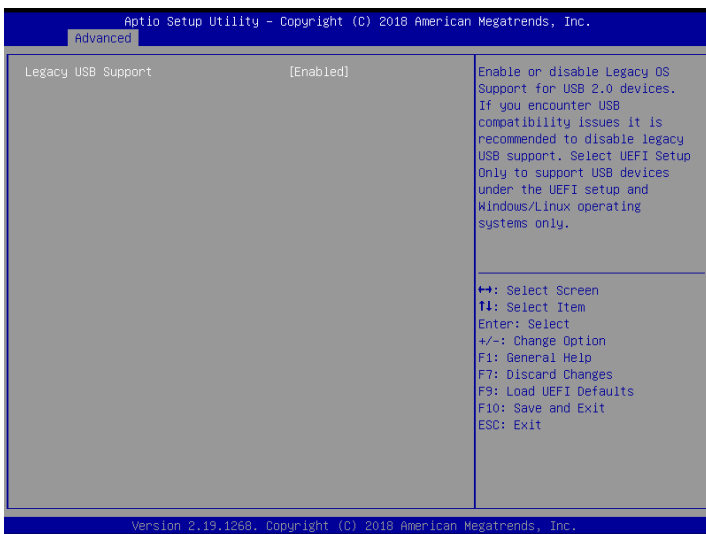 Aptio Setup Utility – Copyright (C) 2018 American Megatrends, Inc.
Advanced
Legacy USB Support [Enabled]
Enable or disable Legacy OS
Support for USB 2.0 devices.
If you encounter USB
compatibility issues it is
recommended to disable legacy
USB support. Select UEFI Setup
Only to support USB devices
under the UEFI setup and
Windows/Linux operating
systems only.
↔: Select Screen
↑↓: Select Item
Enter: Select
+/-: Change Option
F1: General Help
F7: Discard Changes
F9: Load UEFI Defaults
F10: Save and Exit
ESC: Exit
Version 2.19.1268. Copyright (C) 2018 American Megatrends, Inc.